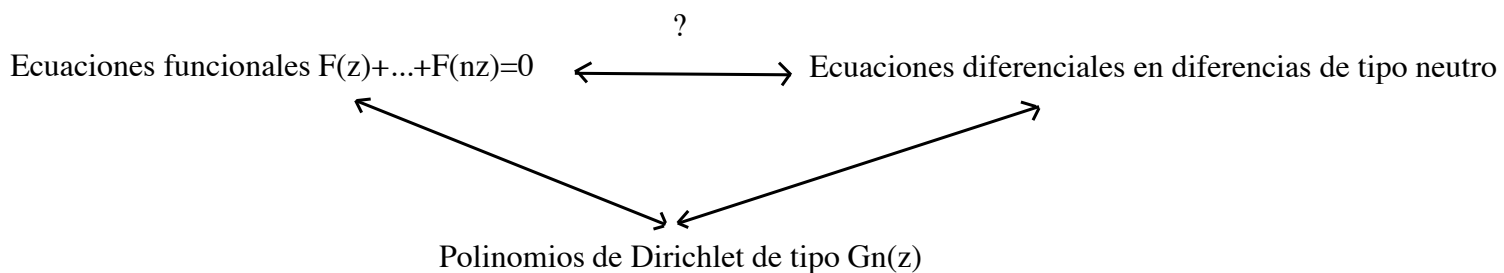 ?
Ecuaciones funcionales F(z)+...+F(nz)=0
Ecuaciones diferenciales en diferencias de tipo neutro
Polinomios de Dirichlet de tipo Gn(z)